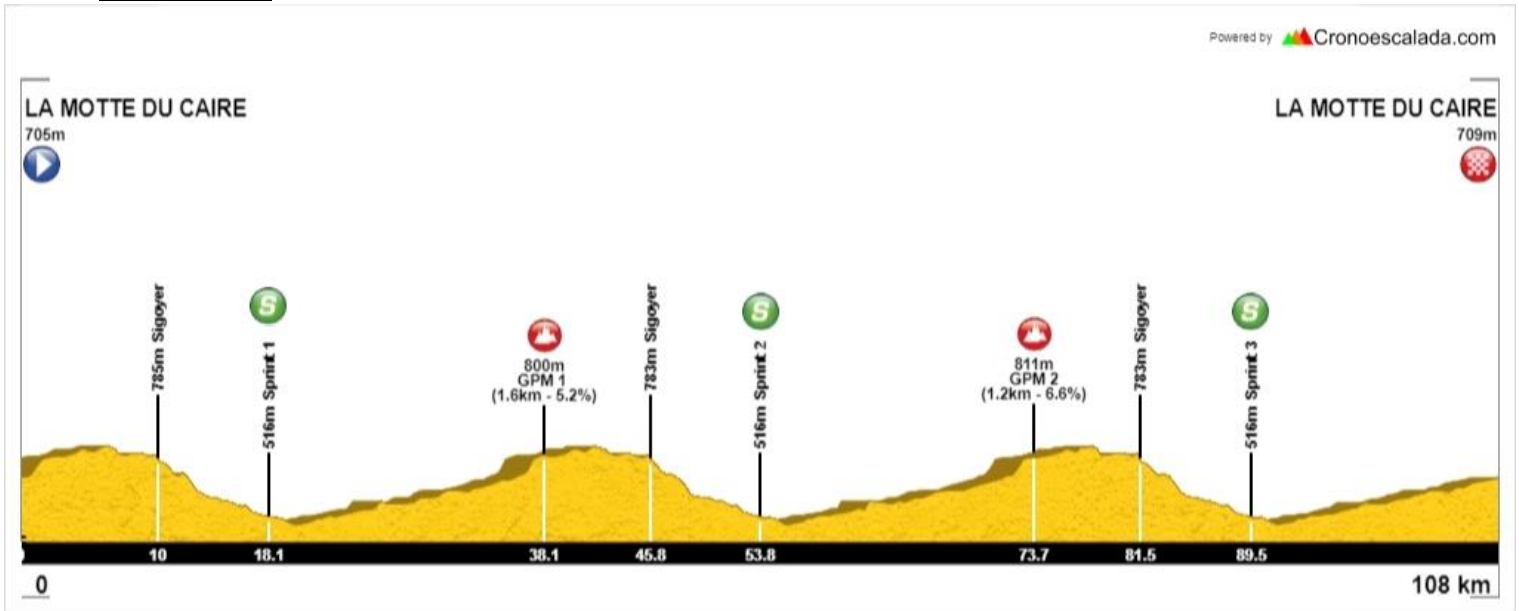 Powered by Cronoescalada.com
LA MOTTE DU CAIRE
705m
LA MOTTE DU CAIRE
709m
785m Sigoyer
S
516m Sprint 1
800m
GPM 1
(1.6km - 5.2%)
783m Sigoyer
S
516m Sprint 2
811m
GPM 2
(1.2km - 6.6%)
783m Sigoyer
S
516m Sprint 3
10 18.1 38.1 45.8 53.8 73.7 81.5 89.5
0 108 km